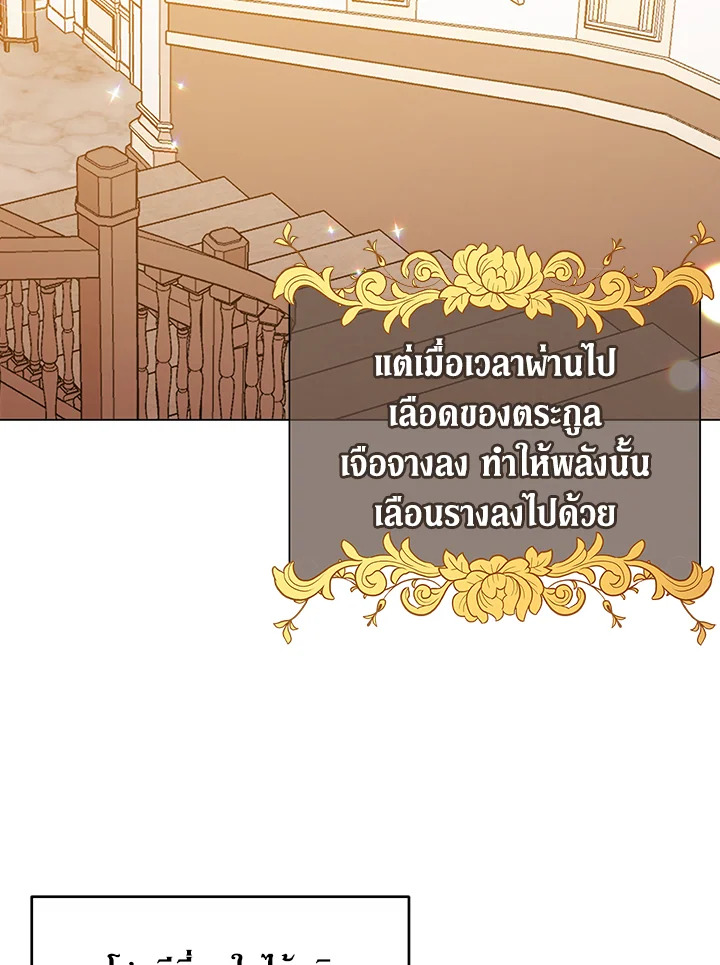 แต่เมื่อเวลาผ่านไป
เลือดของตระกูล
เจือจางลง ทำให้พลังนั้น
เลือนรางลงไปด้วย